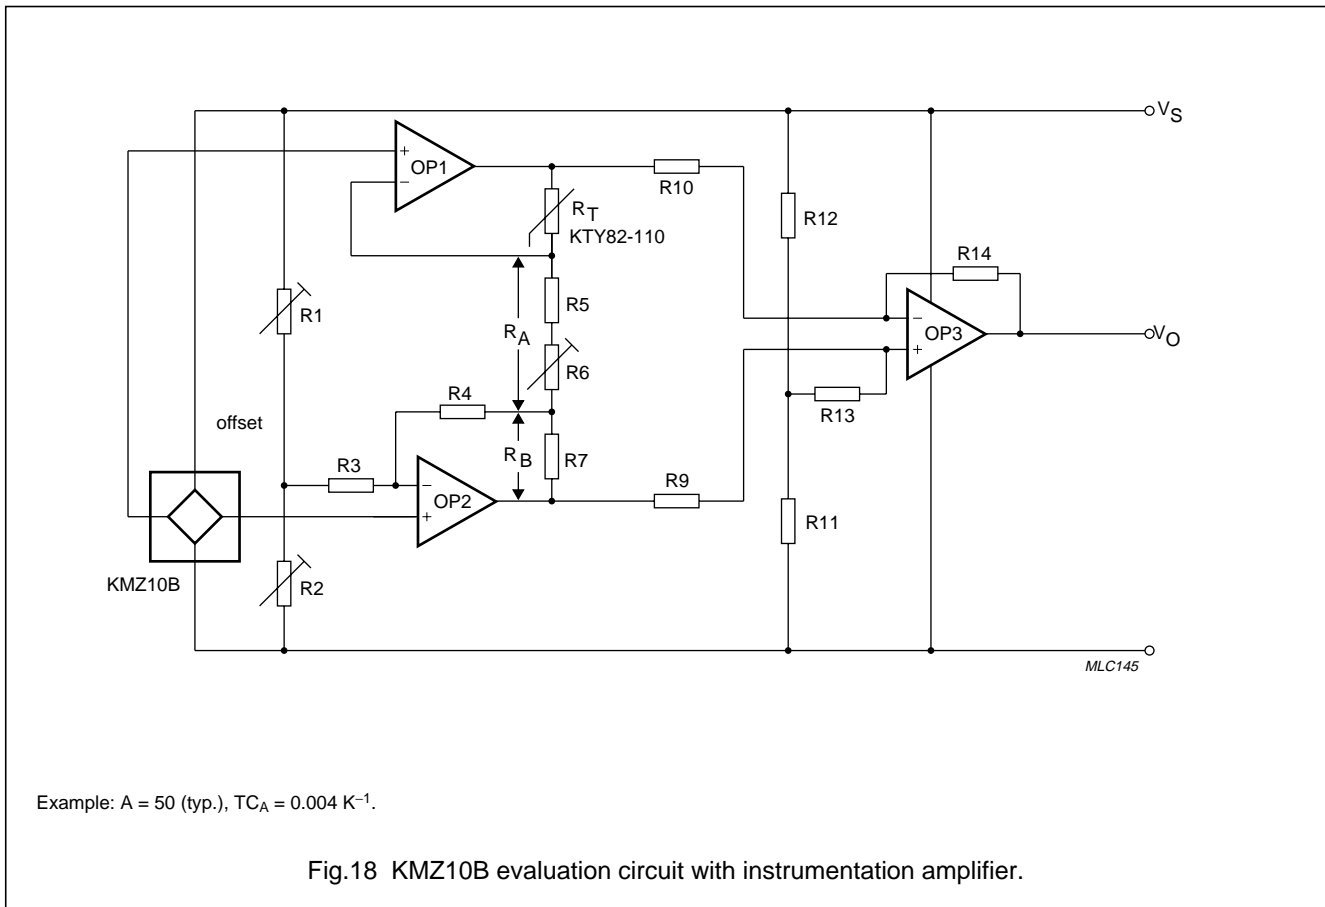 V_S
+
OP1
−
R10
R_T
KTY82-110
R12
R14
R1
R5
−
OP3
+
V_O
R_A
R6
R4
R13
offset
R3
R_B
R7
−
OP2
+
R9
R11
KMZ10B
R2
MLC145
Example: A = 50 (typ.), TC_A = 0.004 K⁻¹.
Fig.18 KMZ10B evaluation circuit with instrumentation amplifier.